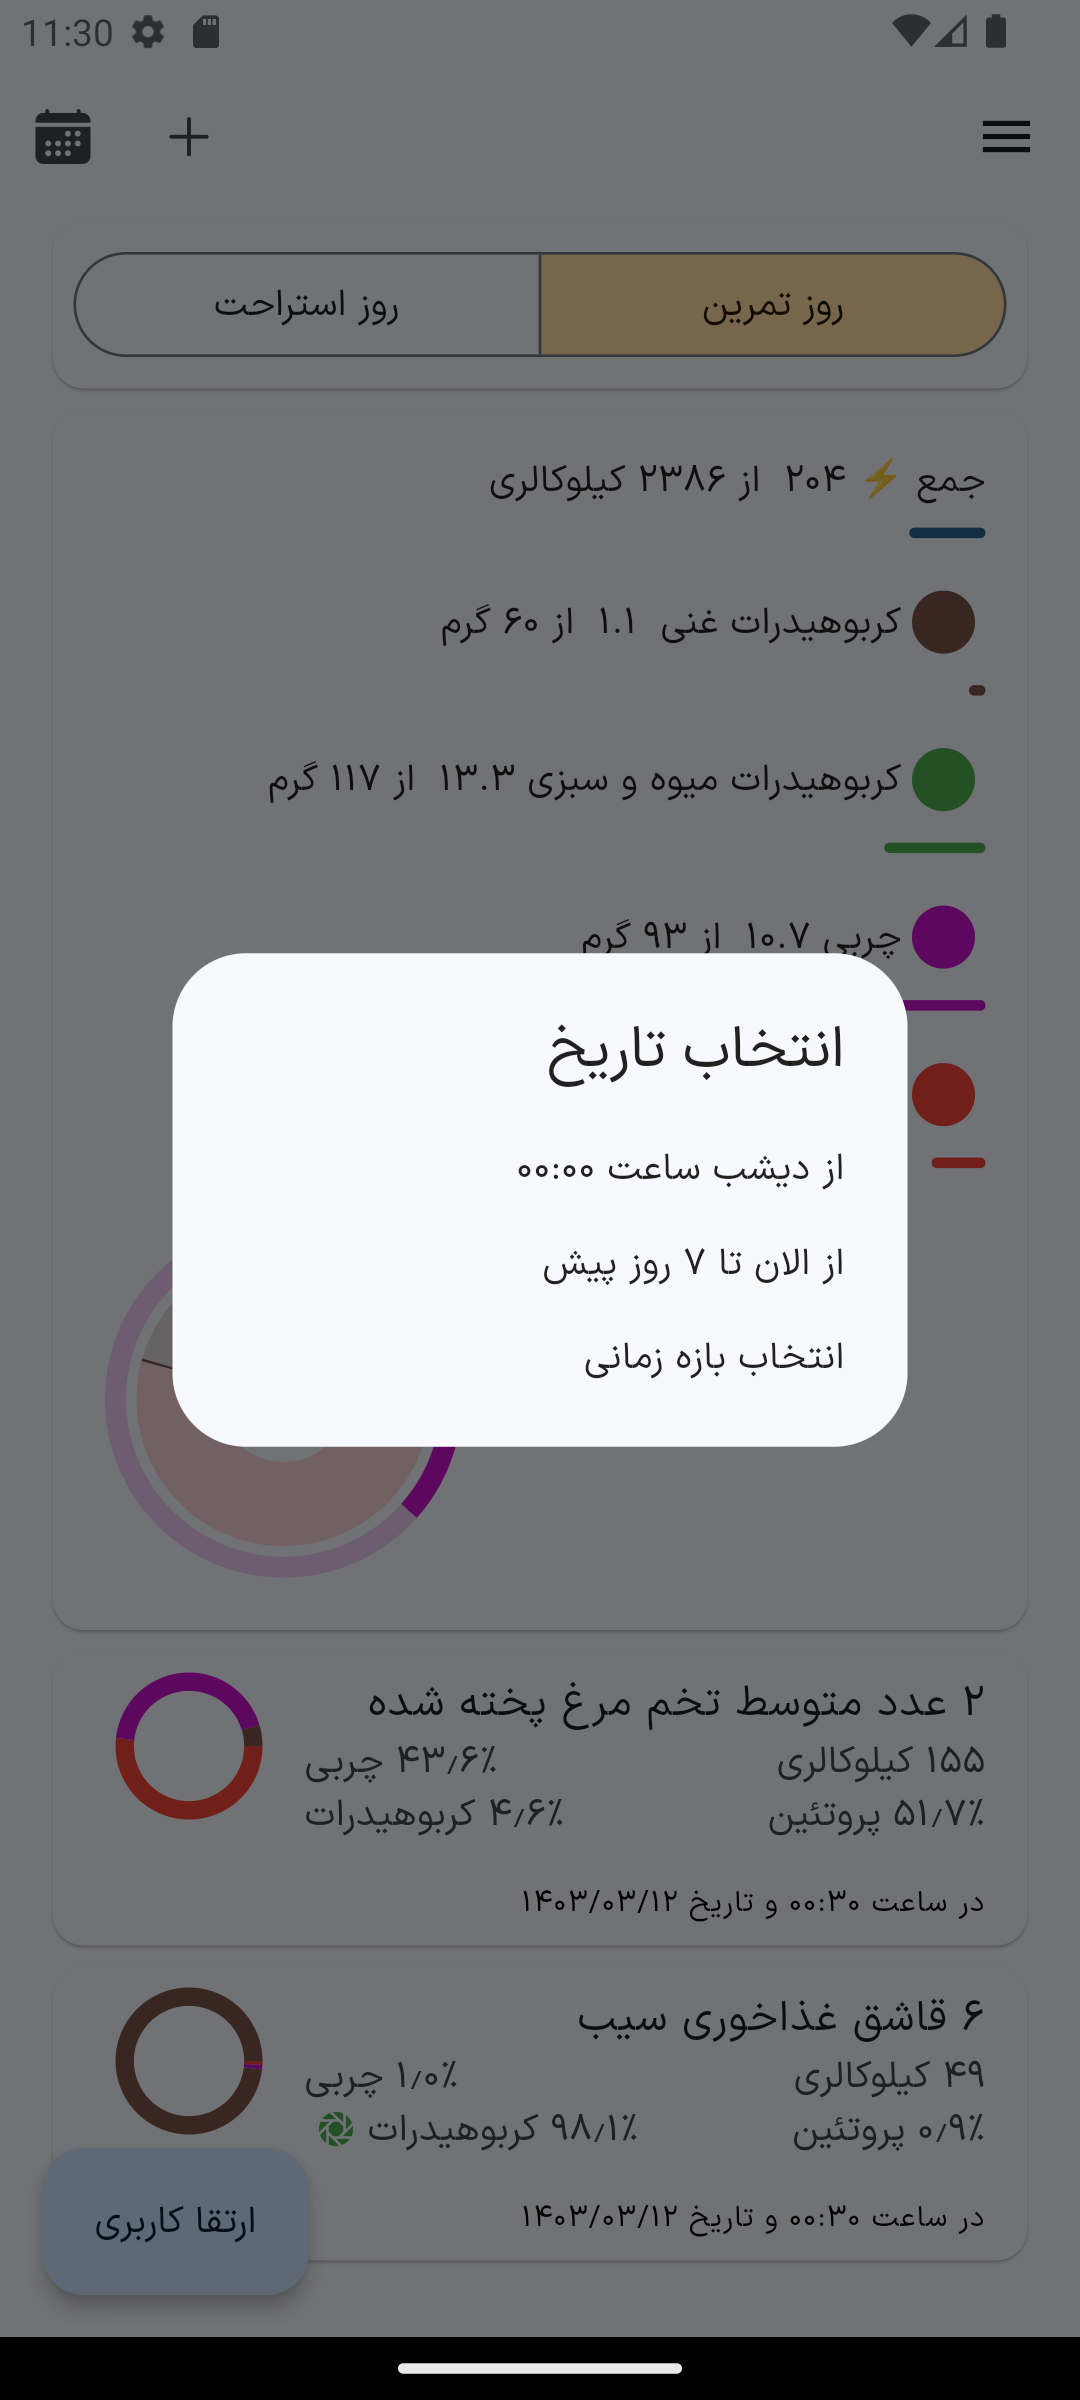 11:30
روز تمرین
روز استراحت
جمع ⚡ ۲۰۴ از ۲۳۸۶ کیلوکالری
کربوهیدرات غنی ۱.۱ از ۶۰ گرم
کربوهیدرات میوه و سبزی ۱۳.۳ از ۱۱۷ گرم
چربی ۱۰.۷ از ۹۳ گرم
انتخاب تاریخ
از دیشب ساعت ۰۰:۰۰
از الان تا ۷ روز پیش
انتخاب بازه زمانی
۲ عدد متوسط تخم مرغ پخته شده
۱۵۵ کیلوکالری
۴۳٫۶٪ چربی
۵۱٫۷٪ پروتئین
۴٫۶٪ کربوهیدرات
در ساعت ۰۰:۳۰ و تاریخ ۱۴۰۳/۰۳/۱۲
۶ قاشق غذاخوری سیب
۴۹ کیلوکالری
۱٫۰٪ چربی
۰٫۹٪ پروتئین
۹۸٫۱٪ کربوهیدرات
در ساعت ۰۰:۳۰ و تاریخ ۱۴۰۳/۰۳/۱۲
ارتقا کاربری